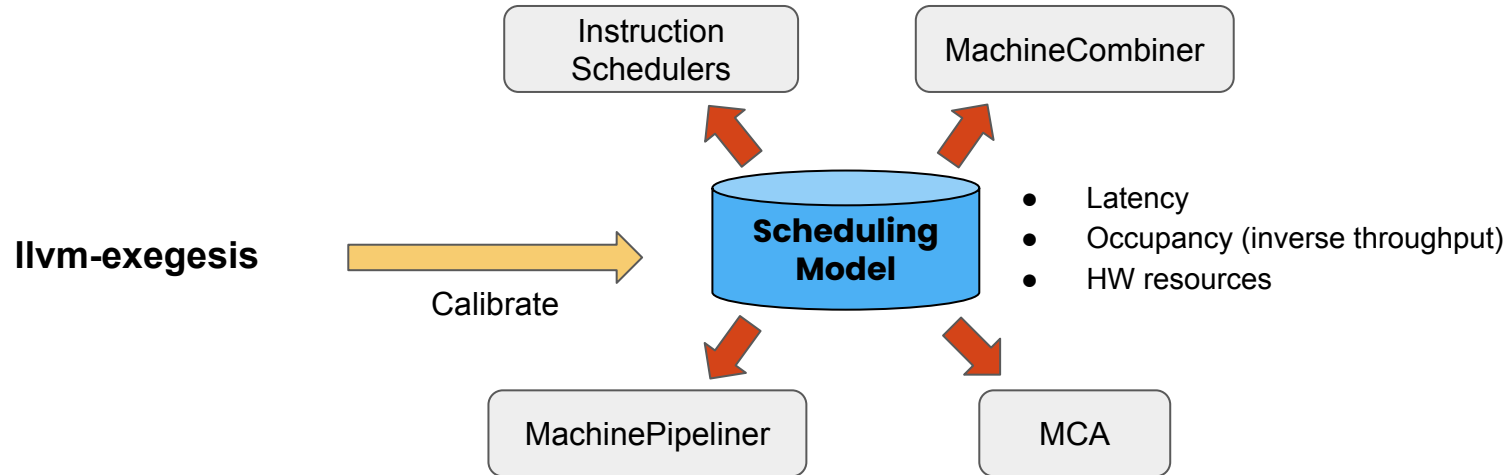 Instruction
Schedulers
MachineCombiner
llvm-exegesis
Calibrate
Scheduling
Model
● Latency
● Occupancy (inverse throughput)
● HW resources
MachinePipeliner
MCA